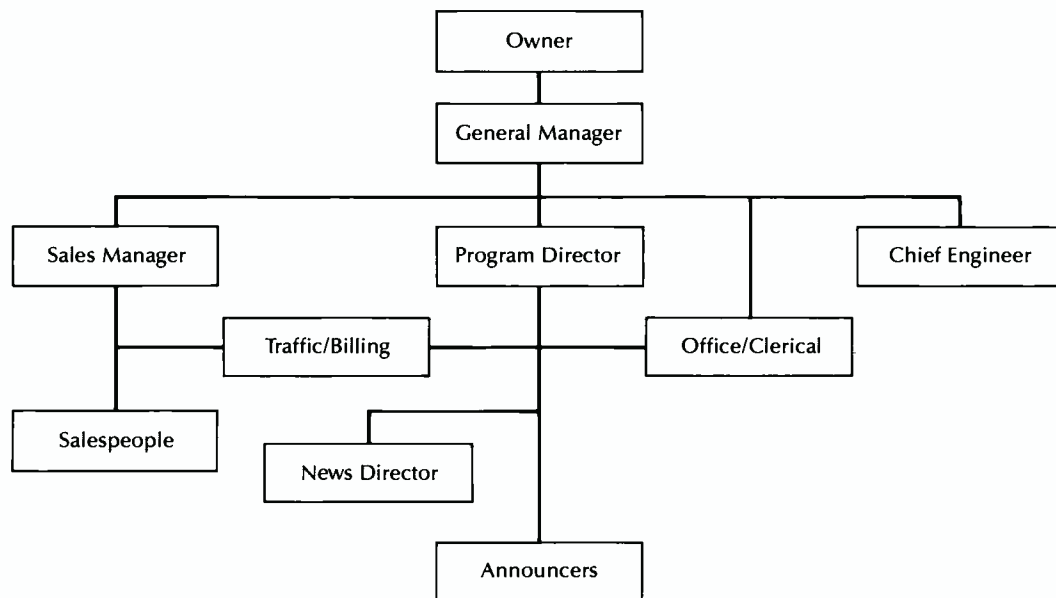 Owner
General Manager
Sales Manager
Program Director
Chief Engineer
Traffic/Billing
Office/Clerical
Salespeople
News Director
Announcers